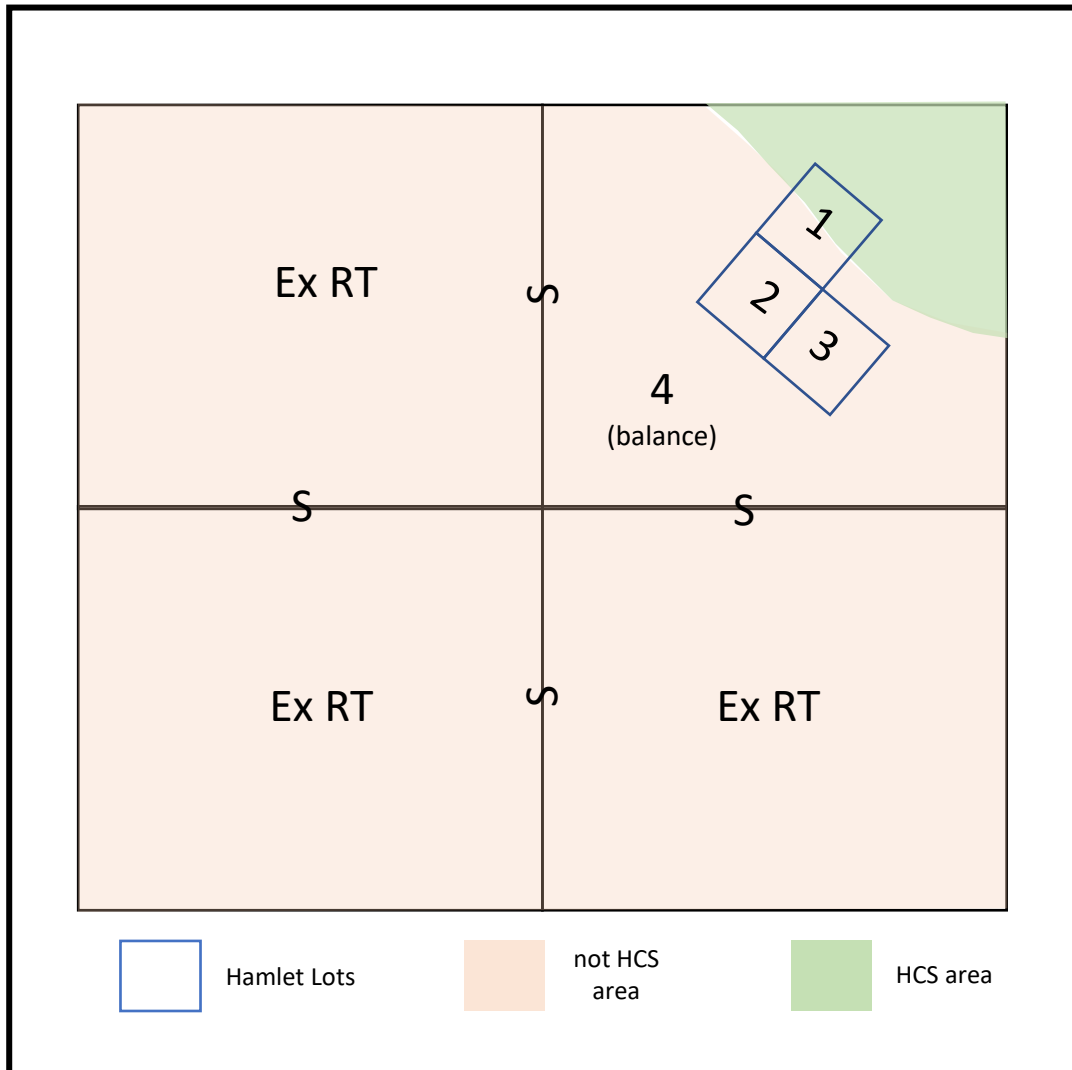 Ex RT
S
1
2
3
4
(balance)
S
S
Ex RT
S
Ex RT
Hamlet Lots
not HCS
area
HCS area